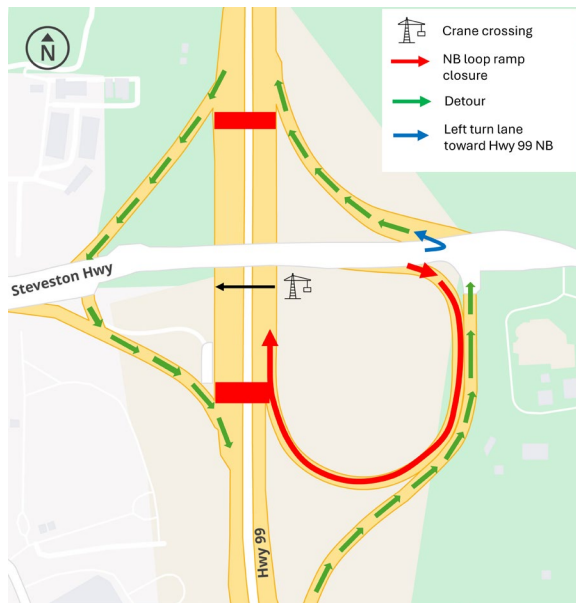 N
Crane crossing
NB loop ramp
closure
Detour
Left turn lane
toward Hwy 99 NB
Steveston Hwy
Hwy 99